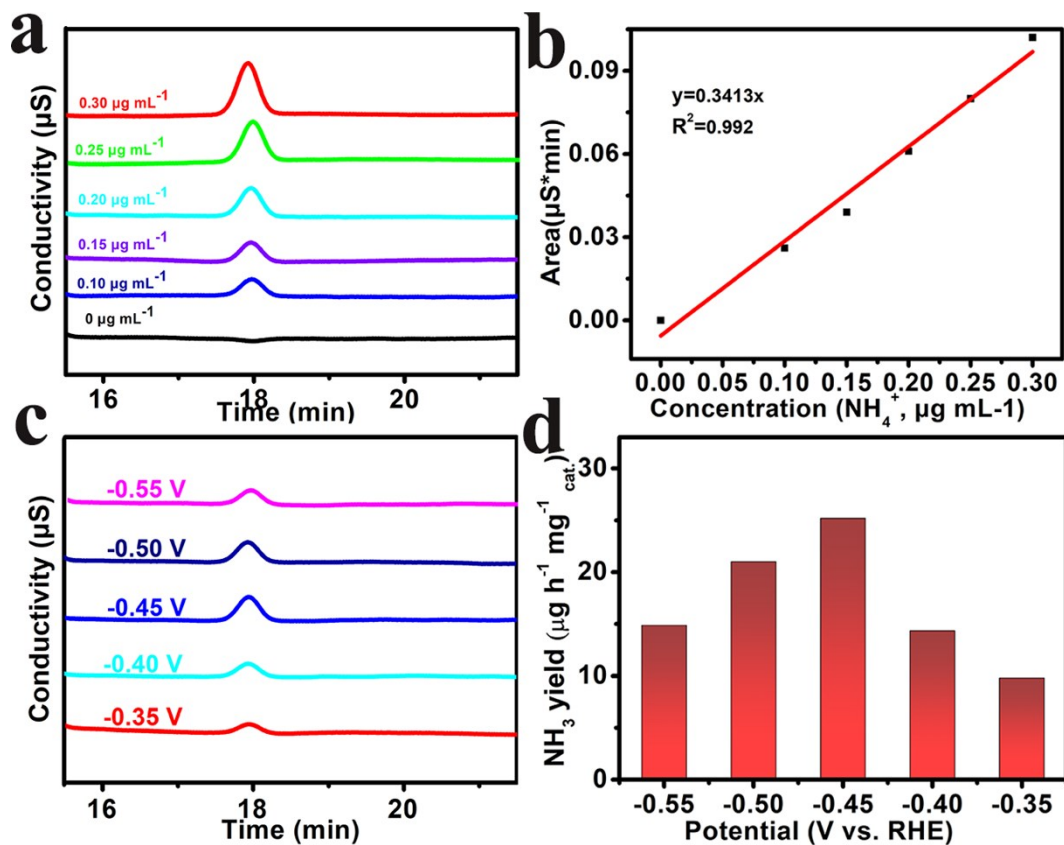 a
Conductivity (µS)
0.30 µg mL⁻¹
0.25 µg mL⁻¹
0.20 µg mL⁻¹
0.15 µg mL⁻¹
0.10 µg mL⁻¹
0 µg mL⁻¹
16 18 20
Time (min)
b
Area(µS*min)
0.09
0.06
0.03
0.00
y=0.3413x
R²=0.992
0.00 0.05 0.10 0.15 0.20 0.25 0.30
Concentration (NH₄⁺, µg mL-1)
c
Conductivity (µS)
-0.55 V
-0.50 V
-0.45 V
-0.40 V
-0.35 V
16 18 20
Time (min)
d
NH₃ yield (µg h⁻¹ mg⁻¹ cat.)
30
20
10
0
-0.55 -0.50 -0.45 -0.40 -0.35
Potential (V vs. RHE)